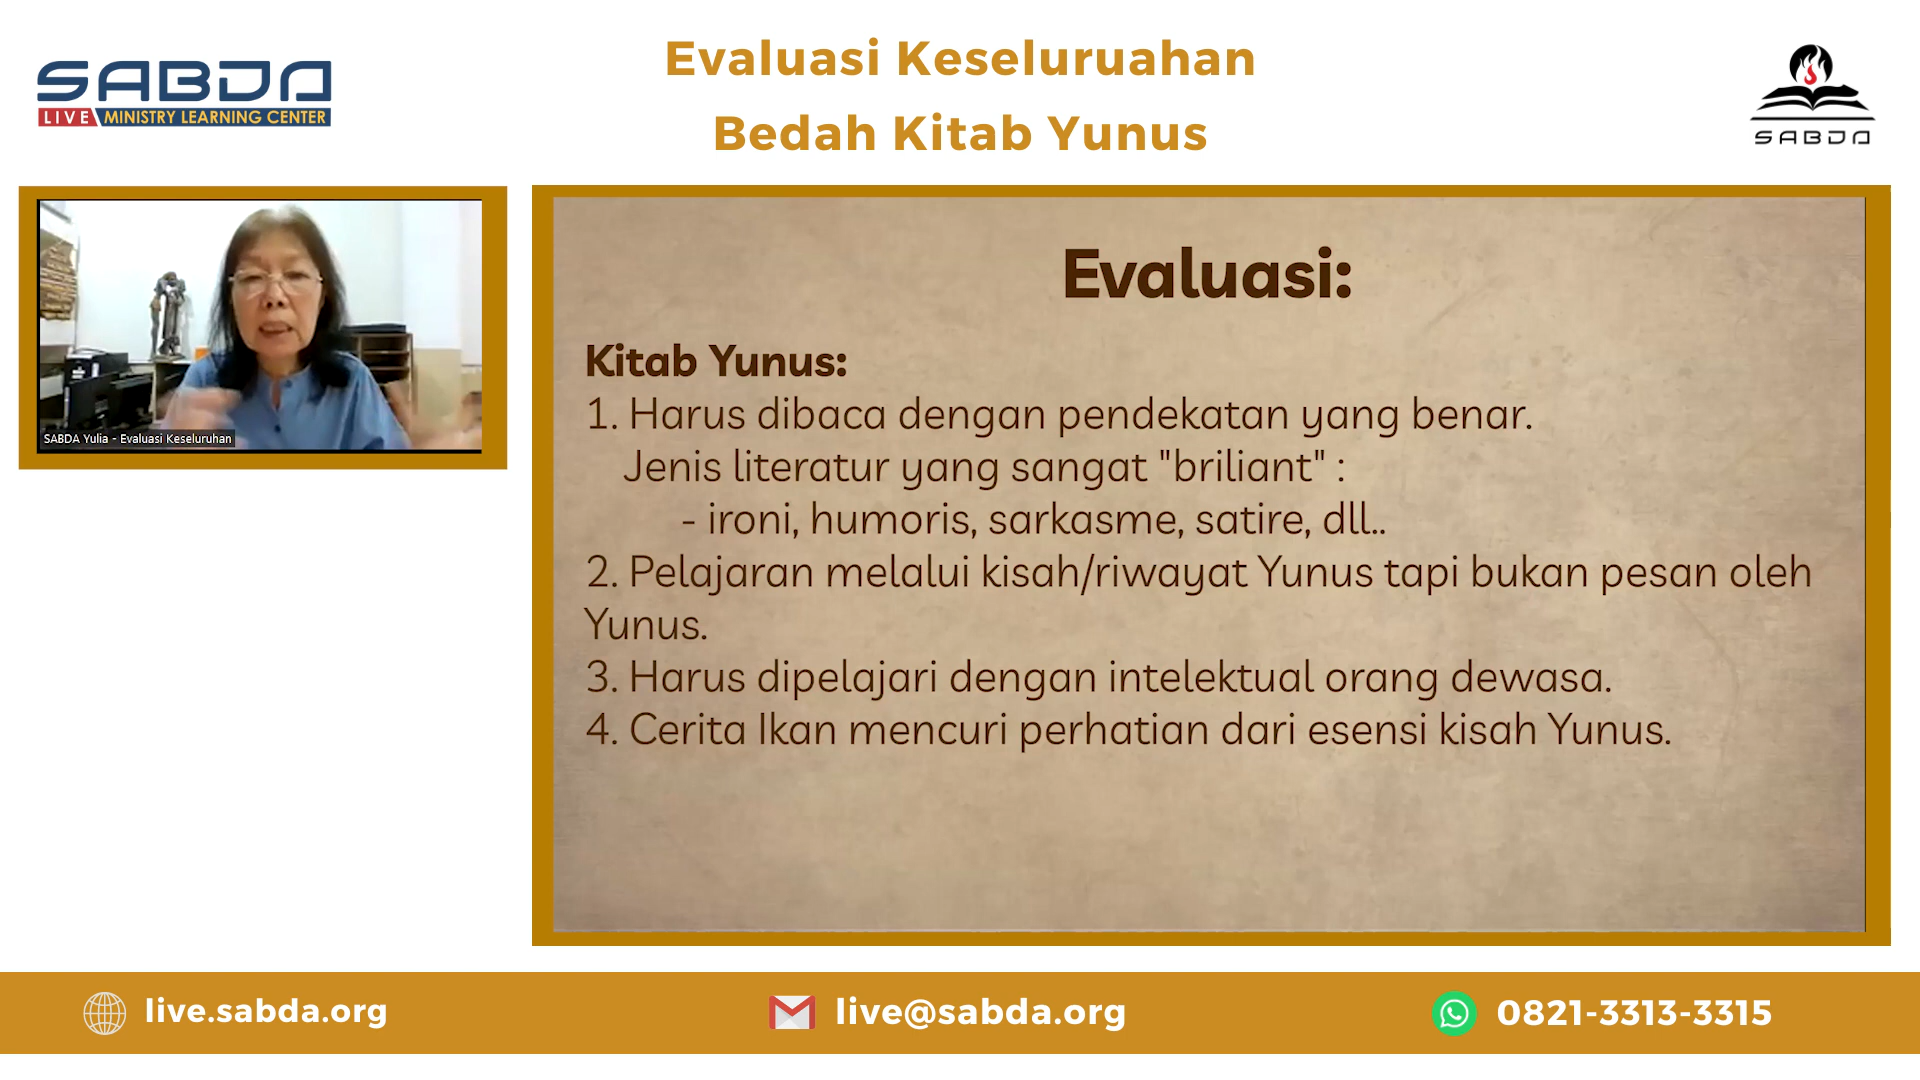 SABDA
LIVE MINISTRY LEARNING CENTER
Evaluasi Keseluruahan
Bedah Kitab Yunus
SABDA
SABDA Yulia - Evaluasi Keseluruhan
Evaluasi:
Kitab Yunus:
1. Harus dibaca dengan pendekatan yang benar.
Jenis literatur yang sangat "briliant" :
- ironi, humoris, sarkasme, satire, dll..
2. Pelajaran melalui kisah/riwayat Yunus tapi bukan pesan oleh
Yunus.
3. Harus dipelajari dengan intelektual orang dewasa.
4. Cerita Ikan mencuri perhatian dari esensi kisah Yunus.
live.sabda.org
live@sabda.org
0821-3313-3315